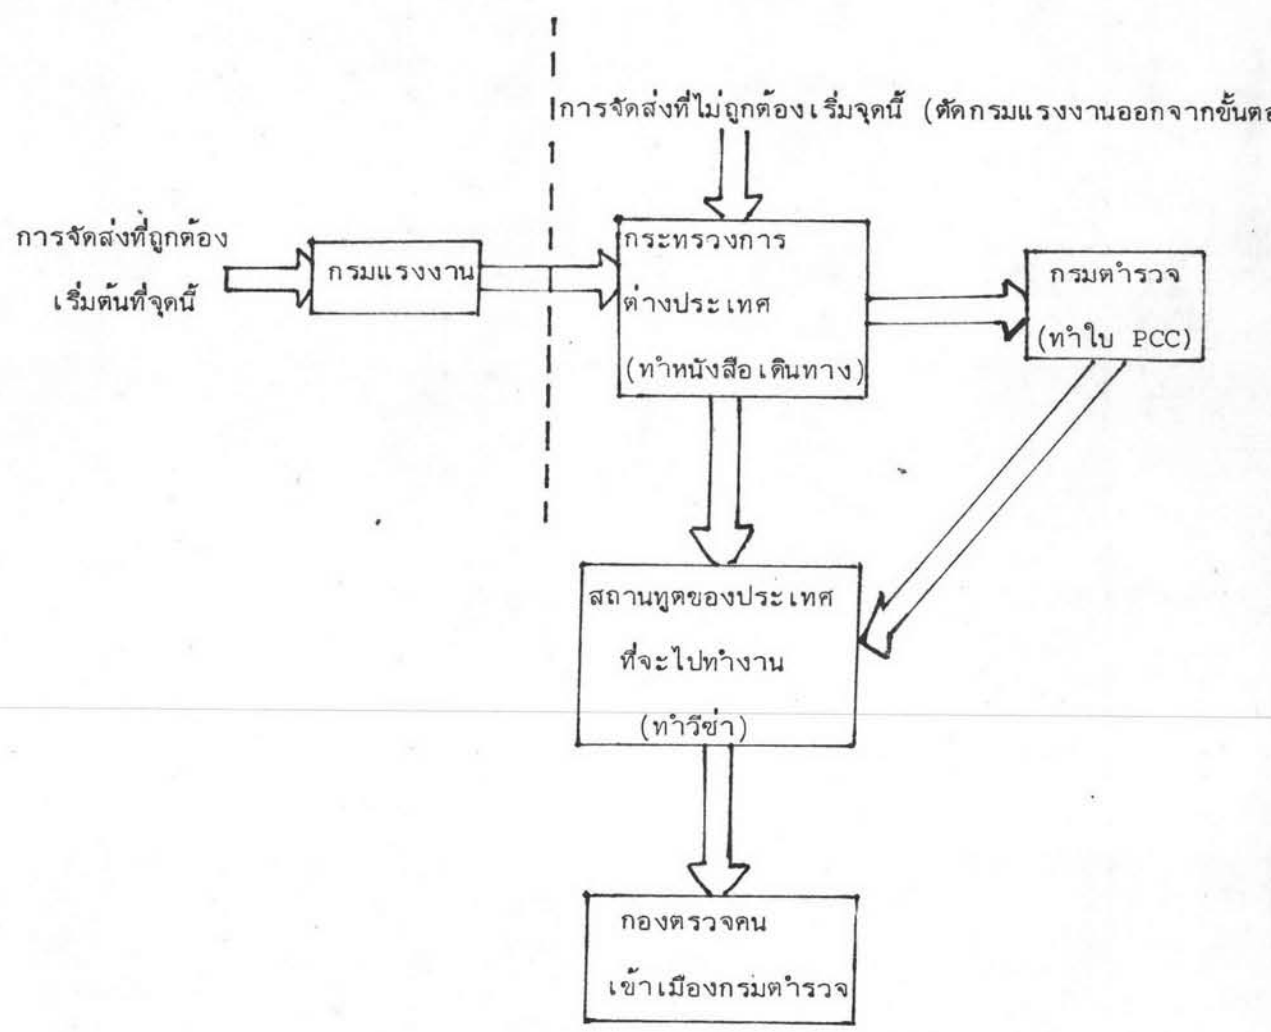 การจัดส่งที่ไม่ถูกต้องเริ่มจุดนี้ (ตัดกรมแรงงานออกจากขั้นตอ
การจัดส่งที่ถูกต้อง
เริ่มต้นที่จุดนี้
กรมแรงงาน
กระทรวงการ
ต่างประเทศ
(ทำหนังสือเดินทาง)
กรมตำรวจ
(ทำใบ PCC)
สถานทูตของประเทศ
ที่จะไปทำงาน
(ทำวีซ่า)
กองตรวจคน
เข้าเมืองกรมตำรวจ